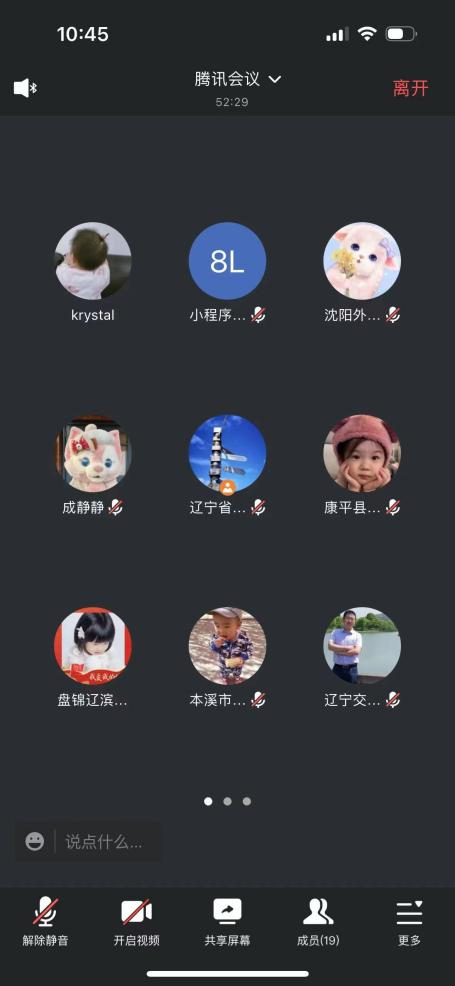 10:45
腾讯会议
52:29
离开
krystal
8L
小程序...
沈阳外...
成静静
辽宁省...
康平县...
盘锦辽滨...
本溪市...
辽宁交...
说点什么...
解除静音
开启视频
共享屏幕
成员(19)
更多